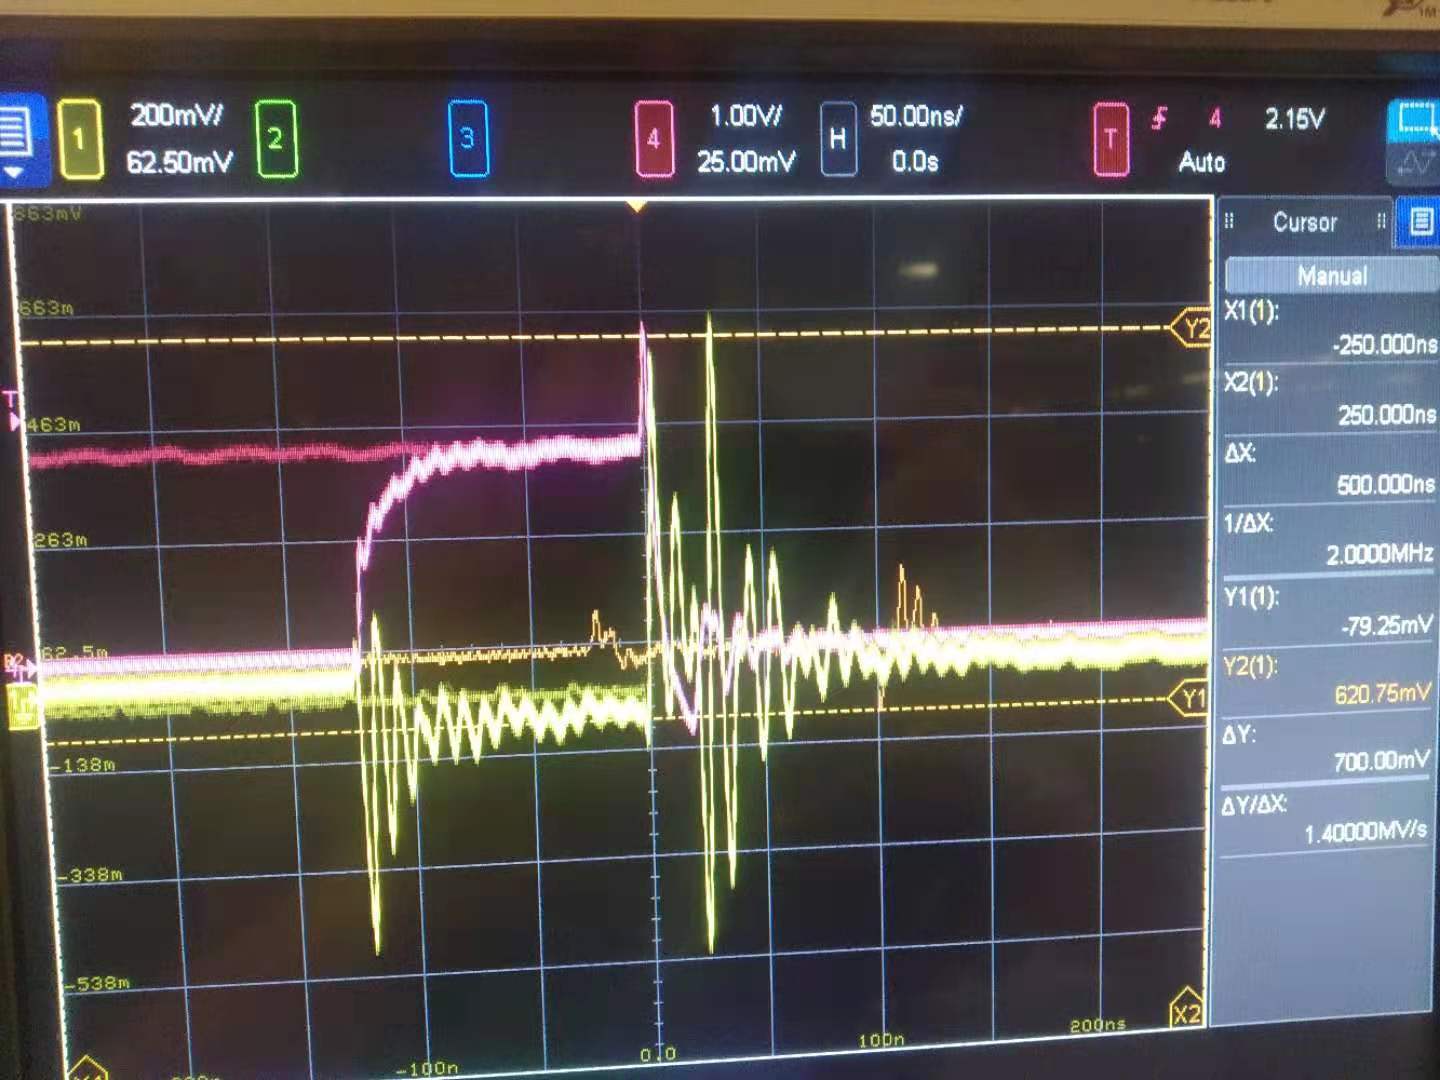 1 200mV/ 2 3 4 1.00V/ H 50.00ns/ T 4 2.15V
62.50mV 25.00mV 0.0s Auto
863mV
663m
463m
263m
62.5m
-138m
-338m
-538m
-100n 0.0 100n 200ns
T
Y2
Y1
X2
Cursor
Manual
X1(1):
-250.000ns
X2(1):
250.000ns
ΔX:
500.000ns
1/ΔX:
2.0000MHz
Y1(1):
-79.25mV
Y2(1):
620.75mV
ΔY:
700.00mV
ΔY/ΔX:
1.40000MV/s